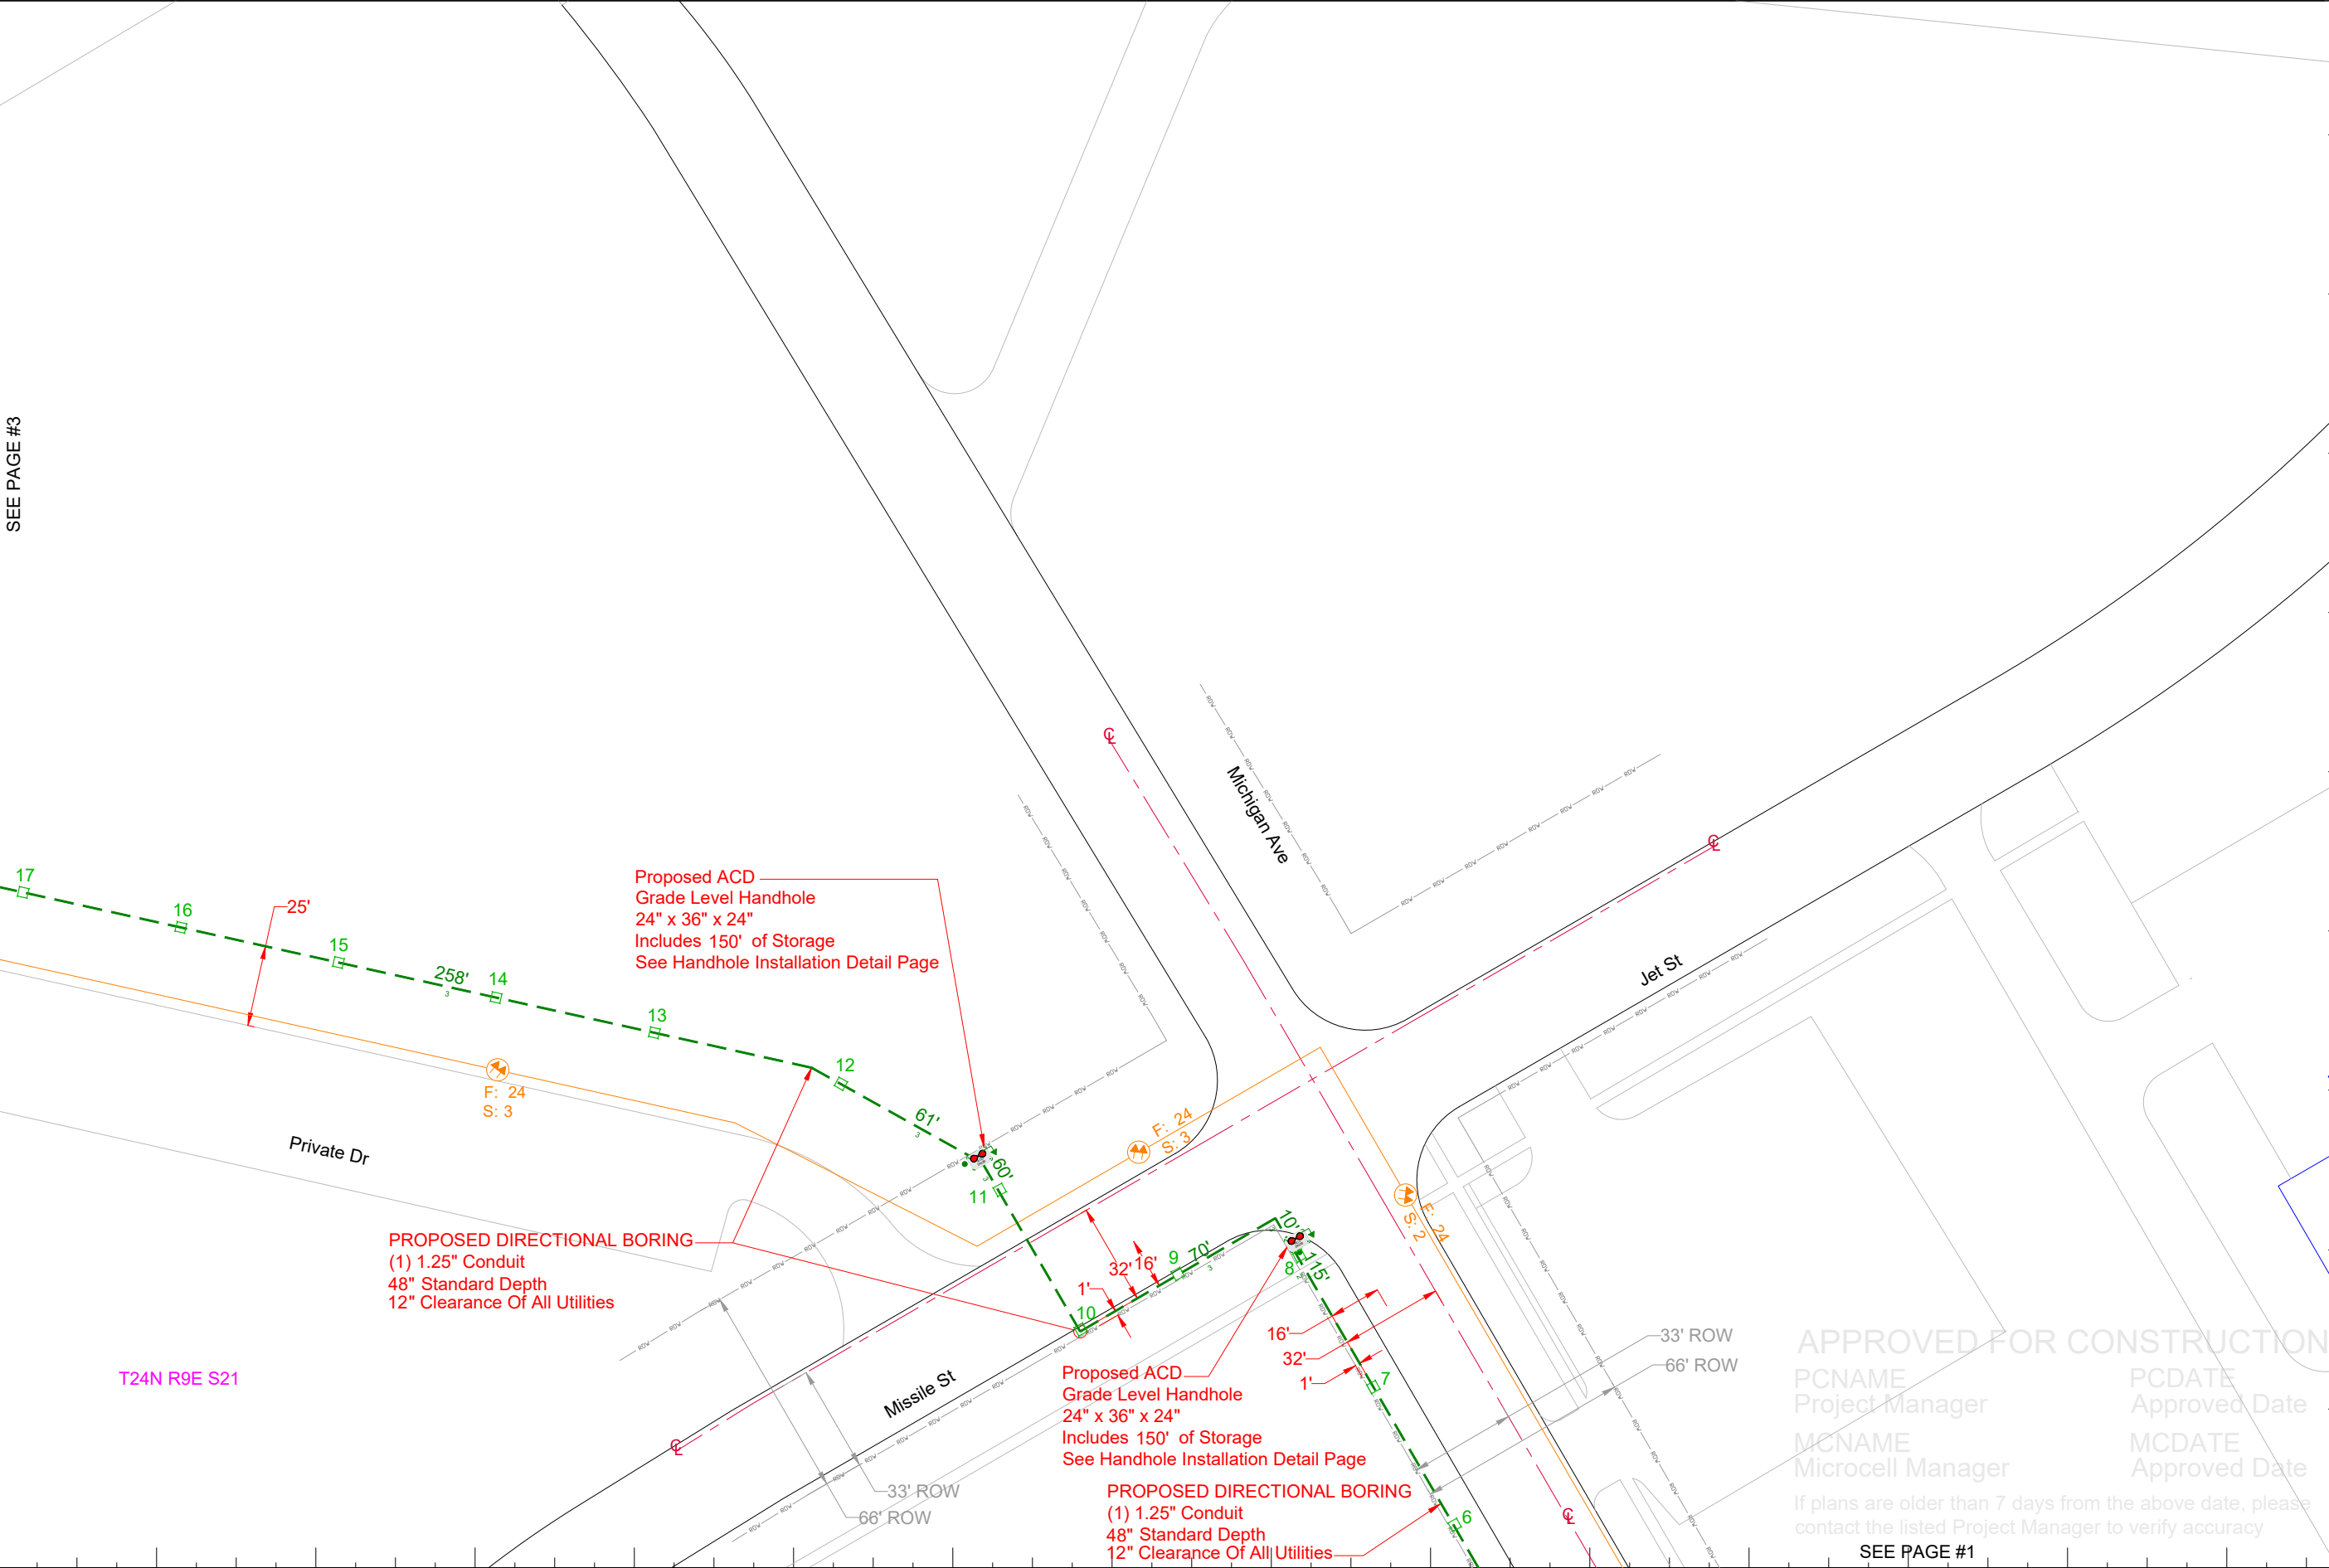 SEE PAGE #3
Michigan Ave
Jet St
17
16
25'
15
258'
3
14
13
12
61'
3
Proposed ACD
Grade Level Handhole
24" x 36" x 24"
Includes 150' of Storage
See Handhole Installation Detail Page
F: 24
S: 3
F: 24
S: 3
F: 24
S: 2
Private Dr
60'
3
11
PROPOSED DIRECTIONAL BORING
(1) 1.25" Conduit
48" Standard Depth
12" Clearance Of All Utilities
32'
16'
1'
10
9
70'
3
10'
8
115'
16'
32'
1'
7
6
33' ROW
66' ROW
T24N R9E S21
Missile St
33' ROW
66' ROW
Proposed ACD
Grade Level Handhole
24" x 36" x 24"
Includes 150' of Storage
See Handhole Installation Detail Page
PROPOSED DIRECTIONAL BORING
(1) 1.25" Conduit
48" Standard Depth
12" Clearance Of All Utilities
APPROVED FOR CONSTRUCTION
PCNAME PCDATE
Project Manager Approved Date
MCNAME MCDATE
Microcell Manager Approved Date
If plans are older than 7 days from the above date, please
contact the listed Project Manager to verify accuracy
SEE PAGE #1